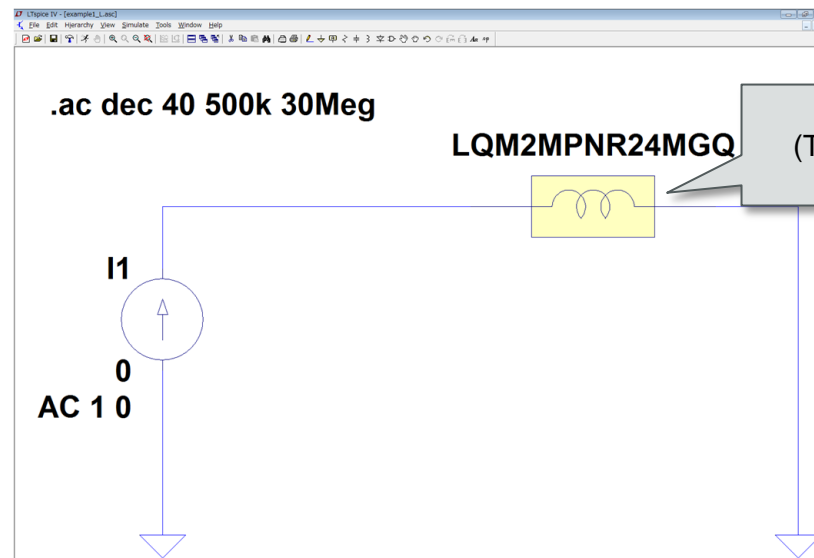 LTspice IV - [example1_L.asc]
File Edit Hierarchy View Simulate Tools Window Help
.ac dec 40 500k 30Meg
LQM2MPNR24MGQ
(T
I1
0
AC 1 0